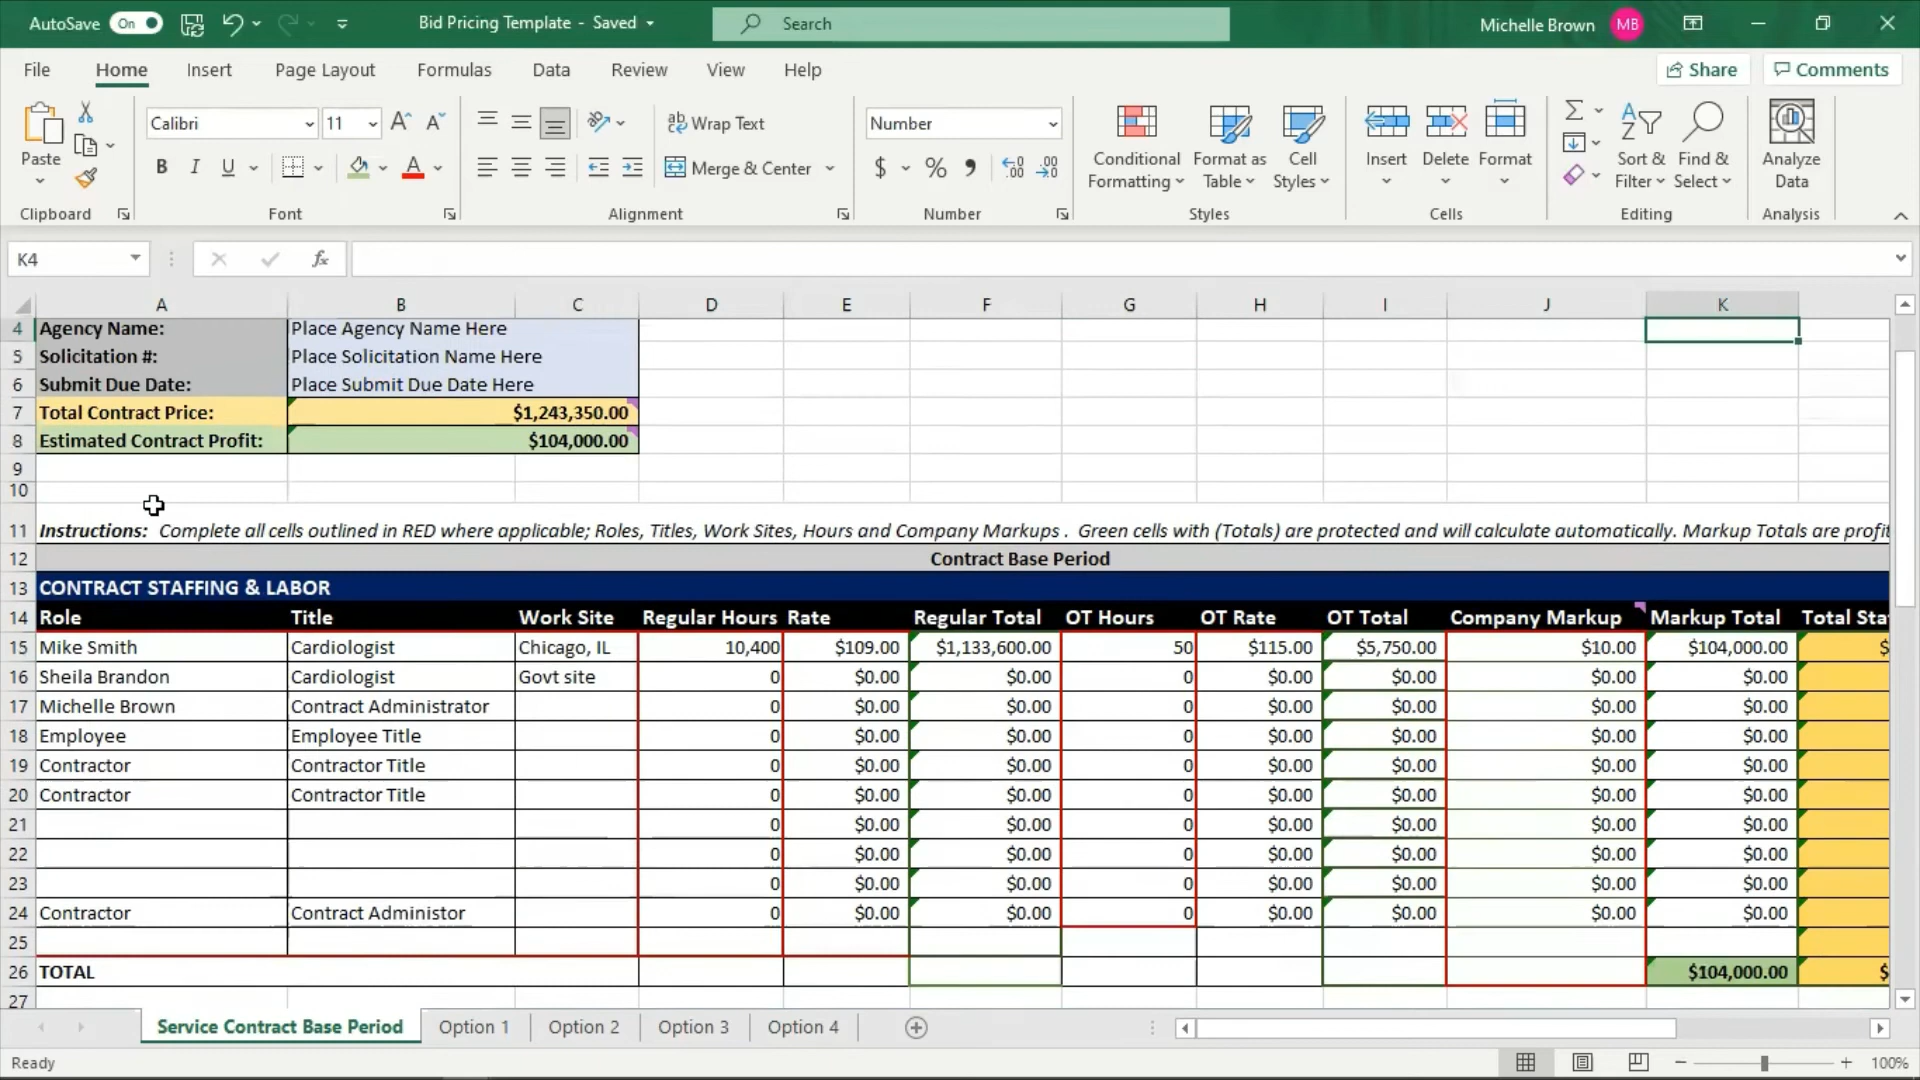 AutoSave On Bid Pricing Template - Saved Search Michelle Brown MB
File Home Insert Page Layout Formulas Data Review View Help Share Comments
Calibri 11 Wrap Text Number
Paste B I U Merge & Center $ % Conditional Formatting Format as Table Cell Styles Insert Delete Format Sort & Filter Find & Select Analyze Data
Clipboard Font Alignment Number Styles Cells Editing Analysis
K4 fx
A B C D E F G H I J K
4 Agency Name: Place Agency Name Here
5 Solicitation #: Place Solicitation Name Here
6 Submit Due Date: Place Submit Due Date Here
7 Total Contract Price: $1,243,350.00
8 Estimated Contract Profit: $104,000.00
9
10
11 Instructions: Complete all cells outlined in RED where applicable; Roles, Titles, Work Sites, Hours and Company Markups . Green cells with (Totals) are protected and will calculate automatically. Markup Totals are profit
12 Contract Base Period
13 CONTRACT STAFFING & LABOR
14 Role Title Work Site Regular Hours Rate Regular Total OT Hours OT Rate OT Total Company Markup Markup Total Total Sta
15 Mike Smith Cardiologist Chicago, IL 10,400 $109.00 $1,133,600.00 50 $115.00 $5,750.00 $10.00 $104,000.00 $
16 Sheila Brandon Cardiologist Govt site 0 $0.00 $0.00 0 $0.00 $0.00 $0.00 $0.00
17 Michelle Brown Contract Administrator 0 $0.00 $0.00 0 $0.00 $0.00 $0.00 $0.00
18 Employee Employee Title 0 $0.00 $0.00 0 $0.00 $0.00 $0.00 $0.00
19 Contractor Contractor Title 0 $0.00 $0.00 0 $0.00 $0.00 $0.00 $0.00
20 Contractor Contractor Title 0 $0.00 $0.00 0 $0.00 $0.00 $0.00 $0.00
21 0 $0.00 $0.00 0 $0.00 $0.00 $0.00 $0.00
22 0 $0.00 $0.00 0 $0.00 $0.00 $0.00 $0.00
23 0 $0.00 $0.00 0 $0.00 $0.00 $0.00 $0.00
24 Contractor Contract Administor 0 $0.00 $0.00 0 $0.00 $0.00 $0.00 $0.00
25
26 TOTAL $104,000.00 $
27
Service Contract Base Period Option 1 Option 2 Option 3 Option 4
Ready 100%